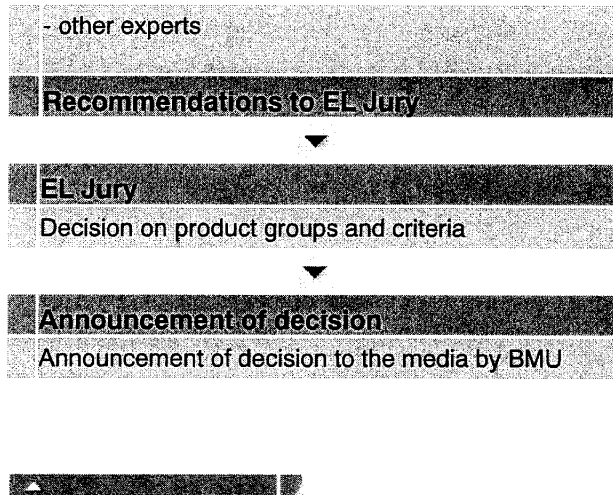 - other experts
Recommendations to EL Jury
EL Jury
Decision on product groups and criteria
Announcement of decision
Announcement of decision to the media by BMU